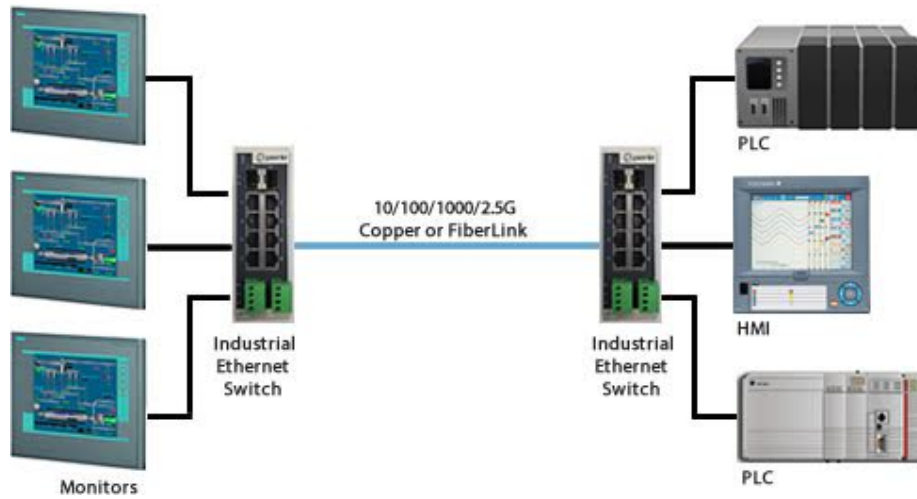 10/100/1000/2.5G
Copper or FiberLink
Industrial
Ethernet
Switch
Industrial
Ethernet
Switch
Monitors
PLC
HMI
PLC